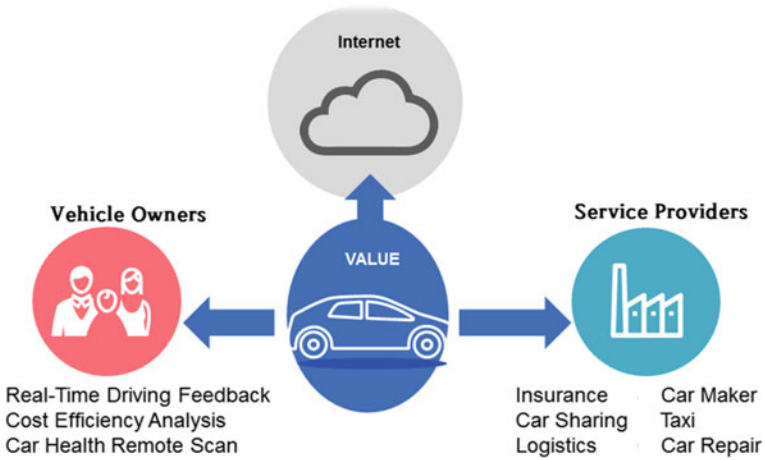 Internet
Vehicle Owners
Service Providers
VALUE
Real-Time Driving Feedback
Cost Efficiency Analysis
Car Health Remote Scan
Insurance Car Maker
Car Sharing Taxi
Logistics Car Repair